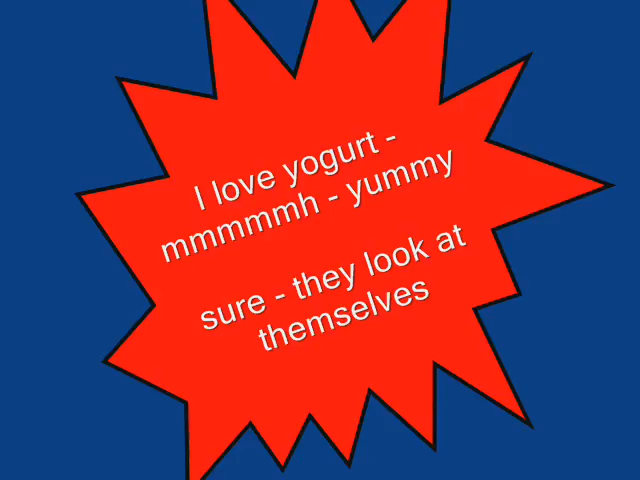 I love yogurt -
mmmmmh - yummy
sure - they look at
themselves